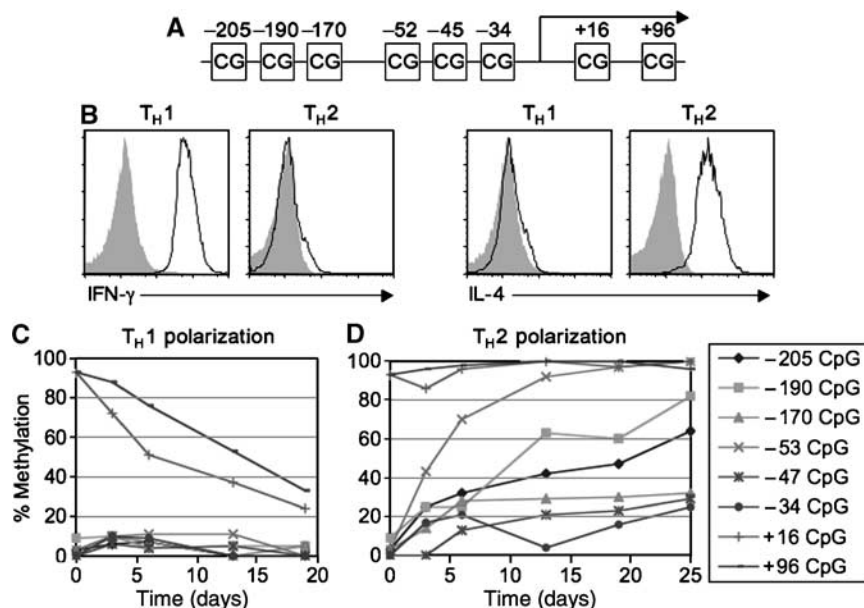 A
–205 –190 –170 –52 –45 –34 +16 +96
CG CG CG CG CG CG CG CG
B
TH1 TH2 TH1 TH2
IFN-γ IL-4
C TH1 polarization
D TH2 polarization
% Methylation
100
80
60
40
20
0
0 5 10 15 20
Time (days)
100
80
60
40
20
0
0 5 10 15 20 25
Time (days)
–205 CpG
–190 CpG
–170 CpG
–53 CpG
–47 CpG
–34 CpG
+16 CpG
+96 CpG